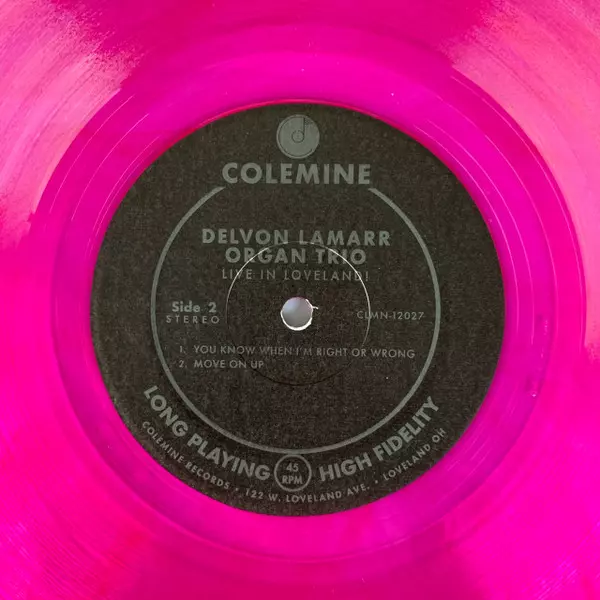 COLEMINE
DELVON LAMARR
ORGAN TRIO
LIVE IN LOVELAND!
Side 2
STEREO
CLMN-12027
1. YOU KNOW WHEN I'M RIGHT OR WRONG
2. MOVE ON UP
LONG PLAYING 45 RPM HIGH FIDELITY
COLEMINE RECORDS • 122 W. LOVELAND AVE. • LOVELAND OH